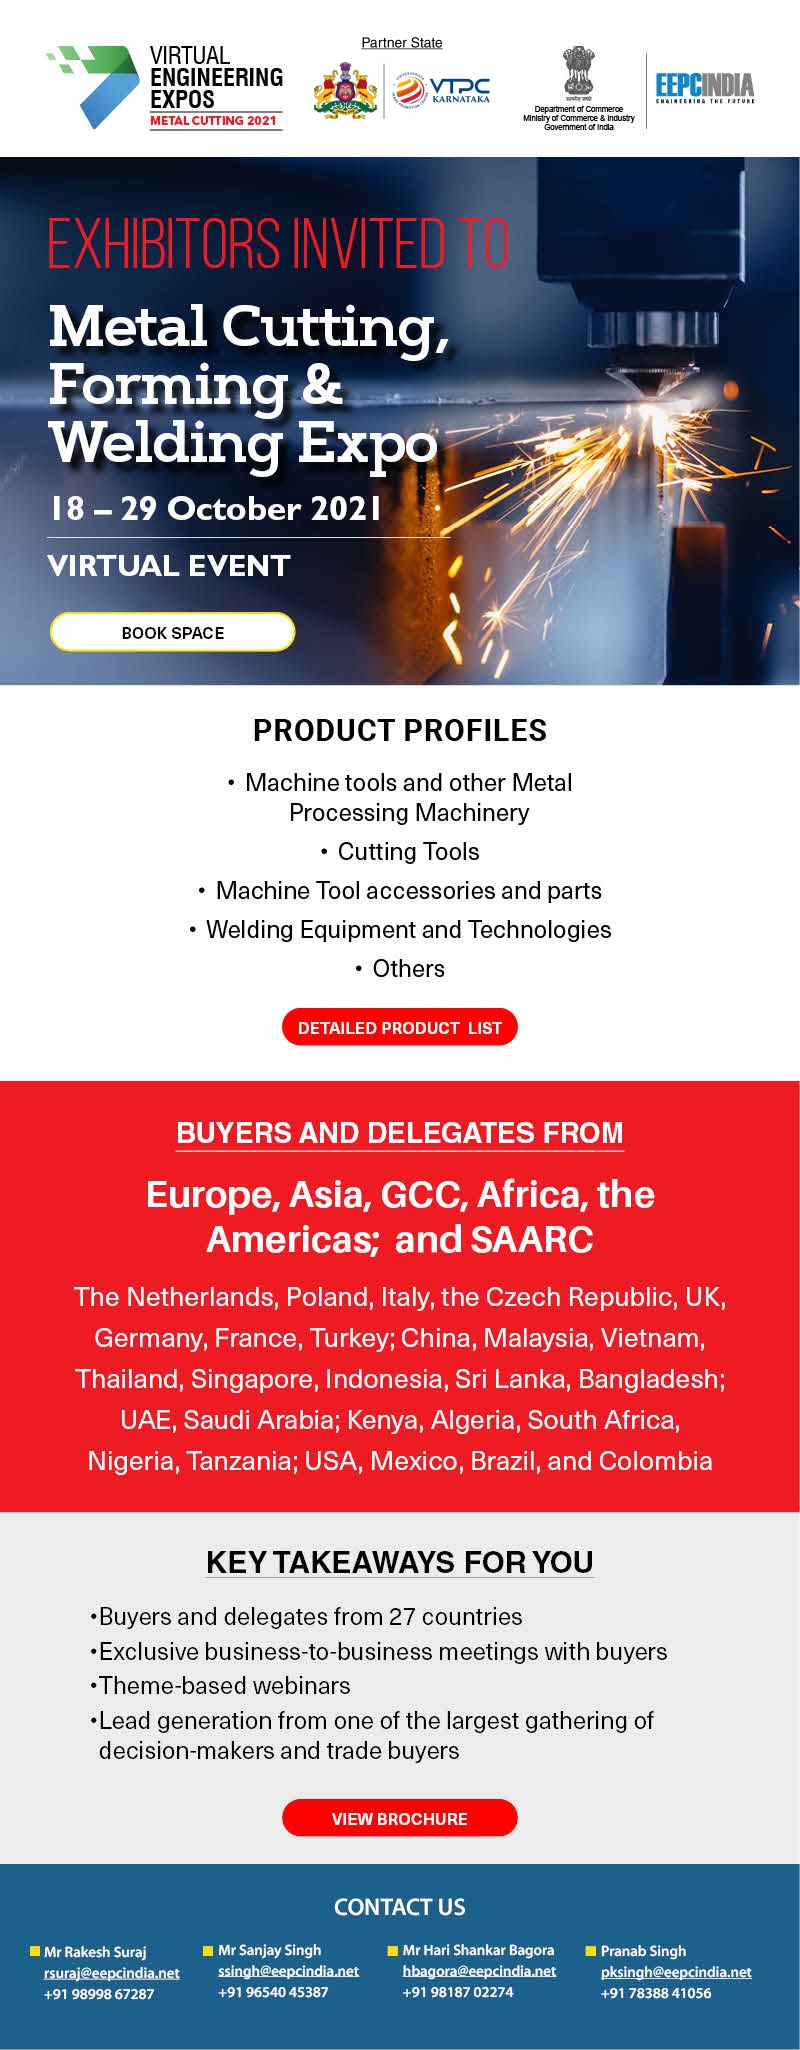 VIRTUAL
ENGINEERING
EXPOS
METAL CUTTING 2021
Partner State
VTPC
KARNATAKA
Department of Commerce
Ministry of Commerce & Industry
Government of India
EEPCINDIA
ENGINEERING THE FUTURE
EXHIBITORS INVITED TO
Metal Cutting,
Forming &
Welding Expo
18 – 29 October 2021
VIRTUAL EVENT
BOOK SPACE
PRODUCT PROFILES
• Machine tools and other Metal
Processing Machinery
• Cutting Tools
• Machine Tool accessories and parts
• Welding Equipment and Technologies
• Others
DETAILED PRODUCT LIST
BUYERS AND DELEGATES FROM
Europe, Asia, GCC, Africa, the
Americas; and SAARC
The Netherlands, Poland, Italy, the Czech Republic, UK,
Germany, France, Turkey; China, Malaysia, Vietnam,
Thailand, Singapore, Indonesia, Sri Lanka, Bangladesh;
UAE, Saudi Arabia; Kenya, Algeria, South Africa,
Nigeria, Tanzania; USA, Mexico, Brazil, and Colombia
KEY TAKEAWAYS FOR YOU
•Buyers and delegates from 27 countries
•Exclusive business-to-business meetings with buyers
•Theme-based webinars
•Lead generation from one of the largest gathering of
decision-makers and trade buyers
VIEW BROCHURE
CONTACT US
Mr Rakesh Suraj
rsuraj@eepcindia.net
+91 98998 67287
Mr Sanjay Singh
ssingh@eepcindia.net
+91 96540 45387
Mr Hari Shankar Bagora
hbagora@eepcindia.net
+91 98187 02274
Pranab Singh
pksingh@eepcindia.net
+91 78388 41056